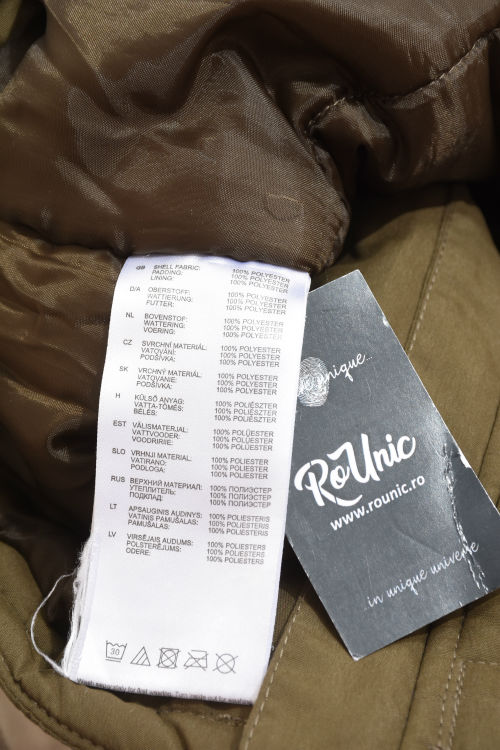 GB SHELL FABRIC: 100% POLYESTER
PADDING: 100% POLYESTER
LINING: 100% POLYESTER
D/A OBERSTOFF: 100% POLYESTER
WATTIERUNG: 100% POLYESTER
FUTTER: 100% POLYESTER
NL BOVENSTOF: 100% POLYESTER
WATTERING: 100% POLYESTER
VOERING: 100% POLYESTER
CZ SVRCHNÍ MATERIÁL: 100% POLYESTER
VATOVÁNÍ: 100% POLYESTER
PODŠÍVKA: 100% POLYESTER
SK VRCHNÝ MATERIÁL: 100% POLYESTER
VATOVANIE: 100% POLYESTER
PODŠÍVKA: 100% POLYESTER
H KÜLSŐ ANYAG: 100% POLIÉSZTER
VATTA-TÖMÉS: 100% POLIÉSZTER
BÉLÉS: 100% POLIÉSZTER
EST VÄLISMATERJAL: 100% POLÜESTER
VATTVOODER: 100% POLÜESTER
VOODRIRIIE: 100% POLÜESTER
SLO VRHNJI MATERIAL: 100% POLIESTER
VATIRANO: 100% POLIESTER
PODLOGA: 100% POLIESTER
RUS ВЕРХНИЙ МАТЕРИАЛ: 100% ПОЛИЭСТЕР
УТЕПЛИТЕЛЬ: 100% ПОЛИЭСТЕР
ПОДКЛАД: 100% ПОЛИЭСТЕР
LT APSAUGINIS AUDINYS: 100% POLIESTERIS
VATINIS PAMUŠALAS: 100% POLIESTERIS
PAMUŠALAS: 100% POLIESTERIS
LV VIRSĒJAIS AUDUMS: 100% POLIESTERS
POLSTERĒJUMS: 100% POLIESTERS
ODERE: 100% POLIESTERS
30
unique...
RoUnic
www.rounic.ro
...in unique universe